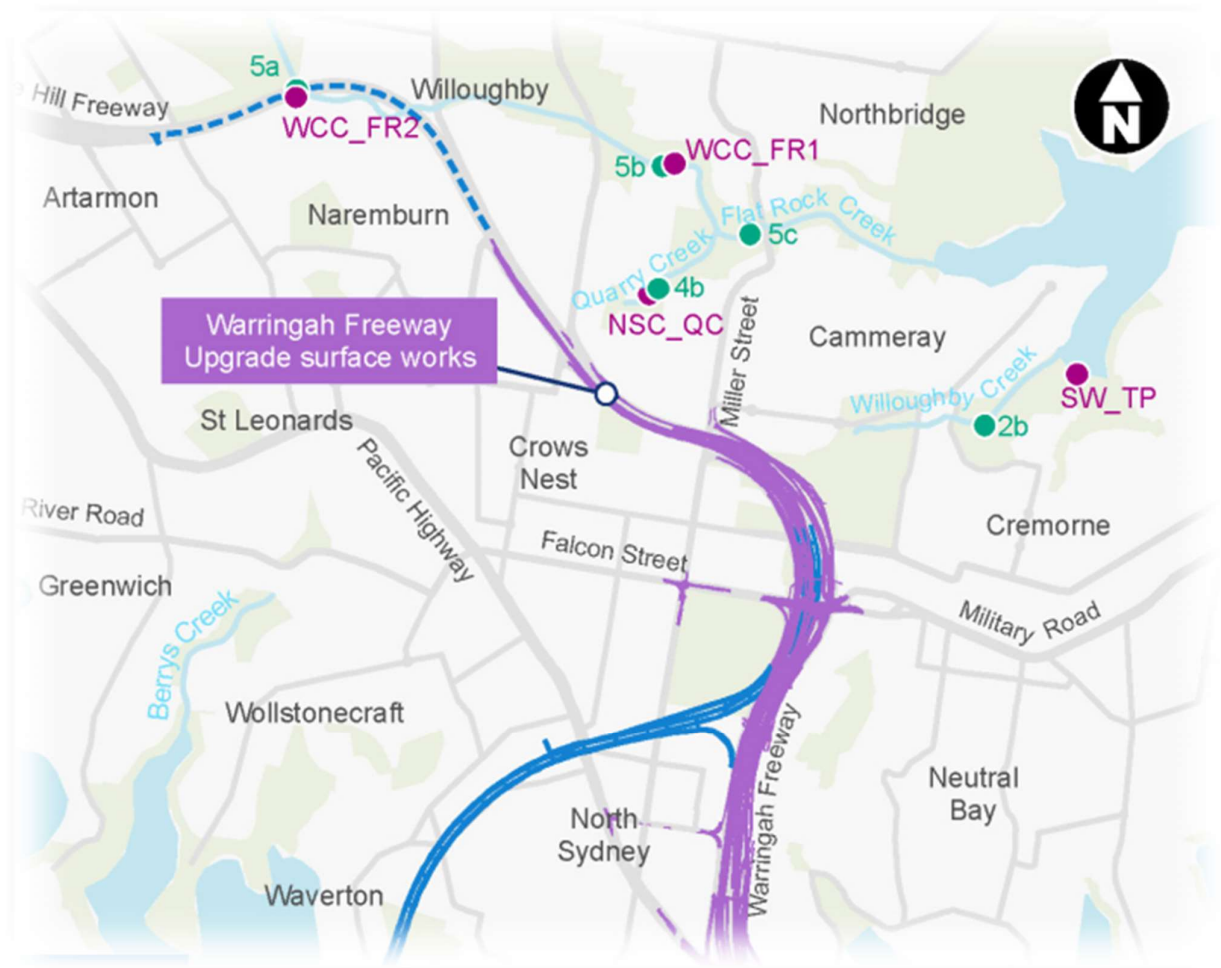 5a
Willoughby
Hill Freeway
N
Northbridge
WCC_FR2
WCC_FR1
5b
Artarmon
Naremburn
Flat Rock Creek
5c
Quarry Creek
4b
NSC_QC
Warringah Freeway
Upgrade surface works
Miller Street
Cammeray
Willoughby Creek
SW_TP
2b
St Leonards
Pacific Highway
Crows
Nest
River Road
Falcon Street
Cremorne
Greenwich
Berrys Creek
Military Road
Wollstonecraft
Warringah Freeway
Neutral
Bay
North
Sydney
Waverton